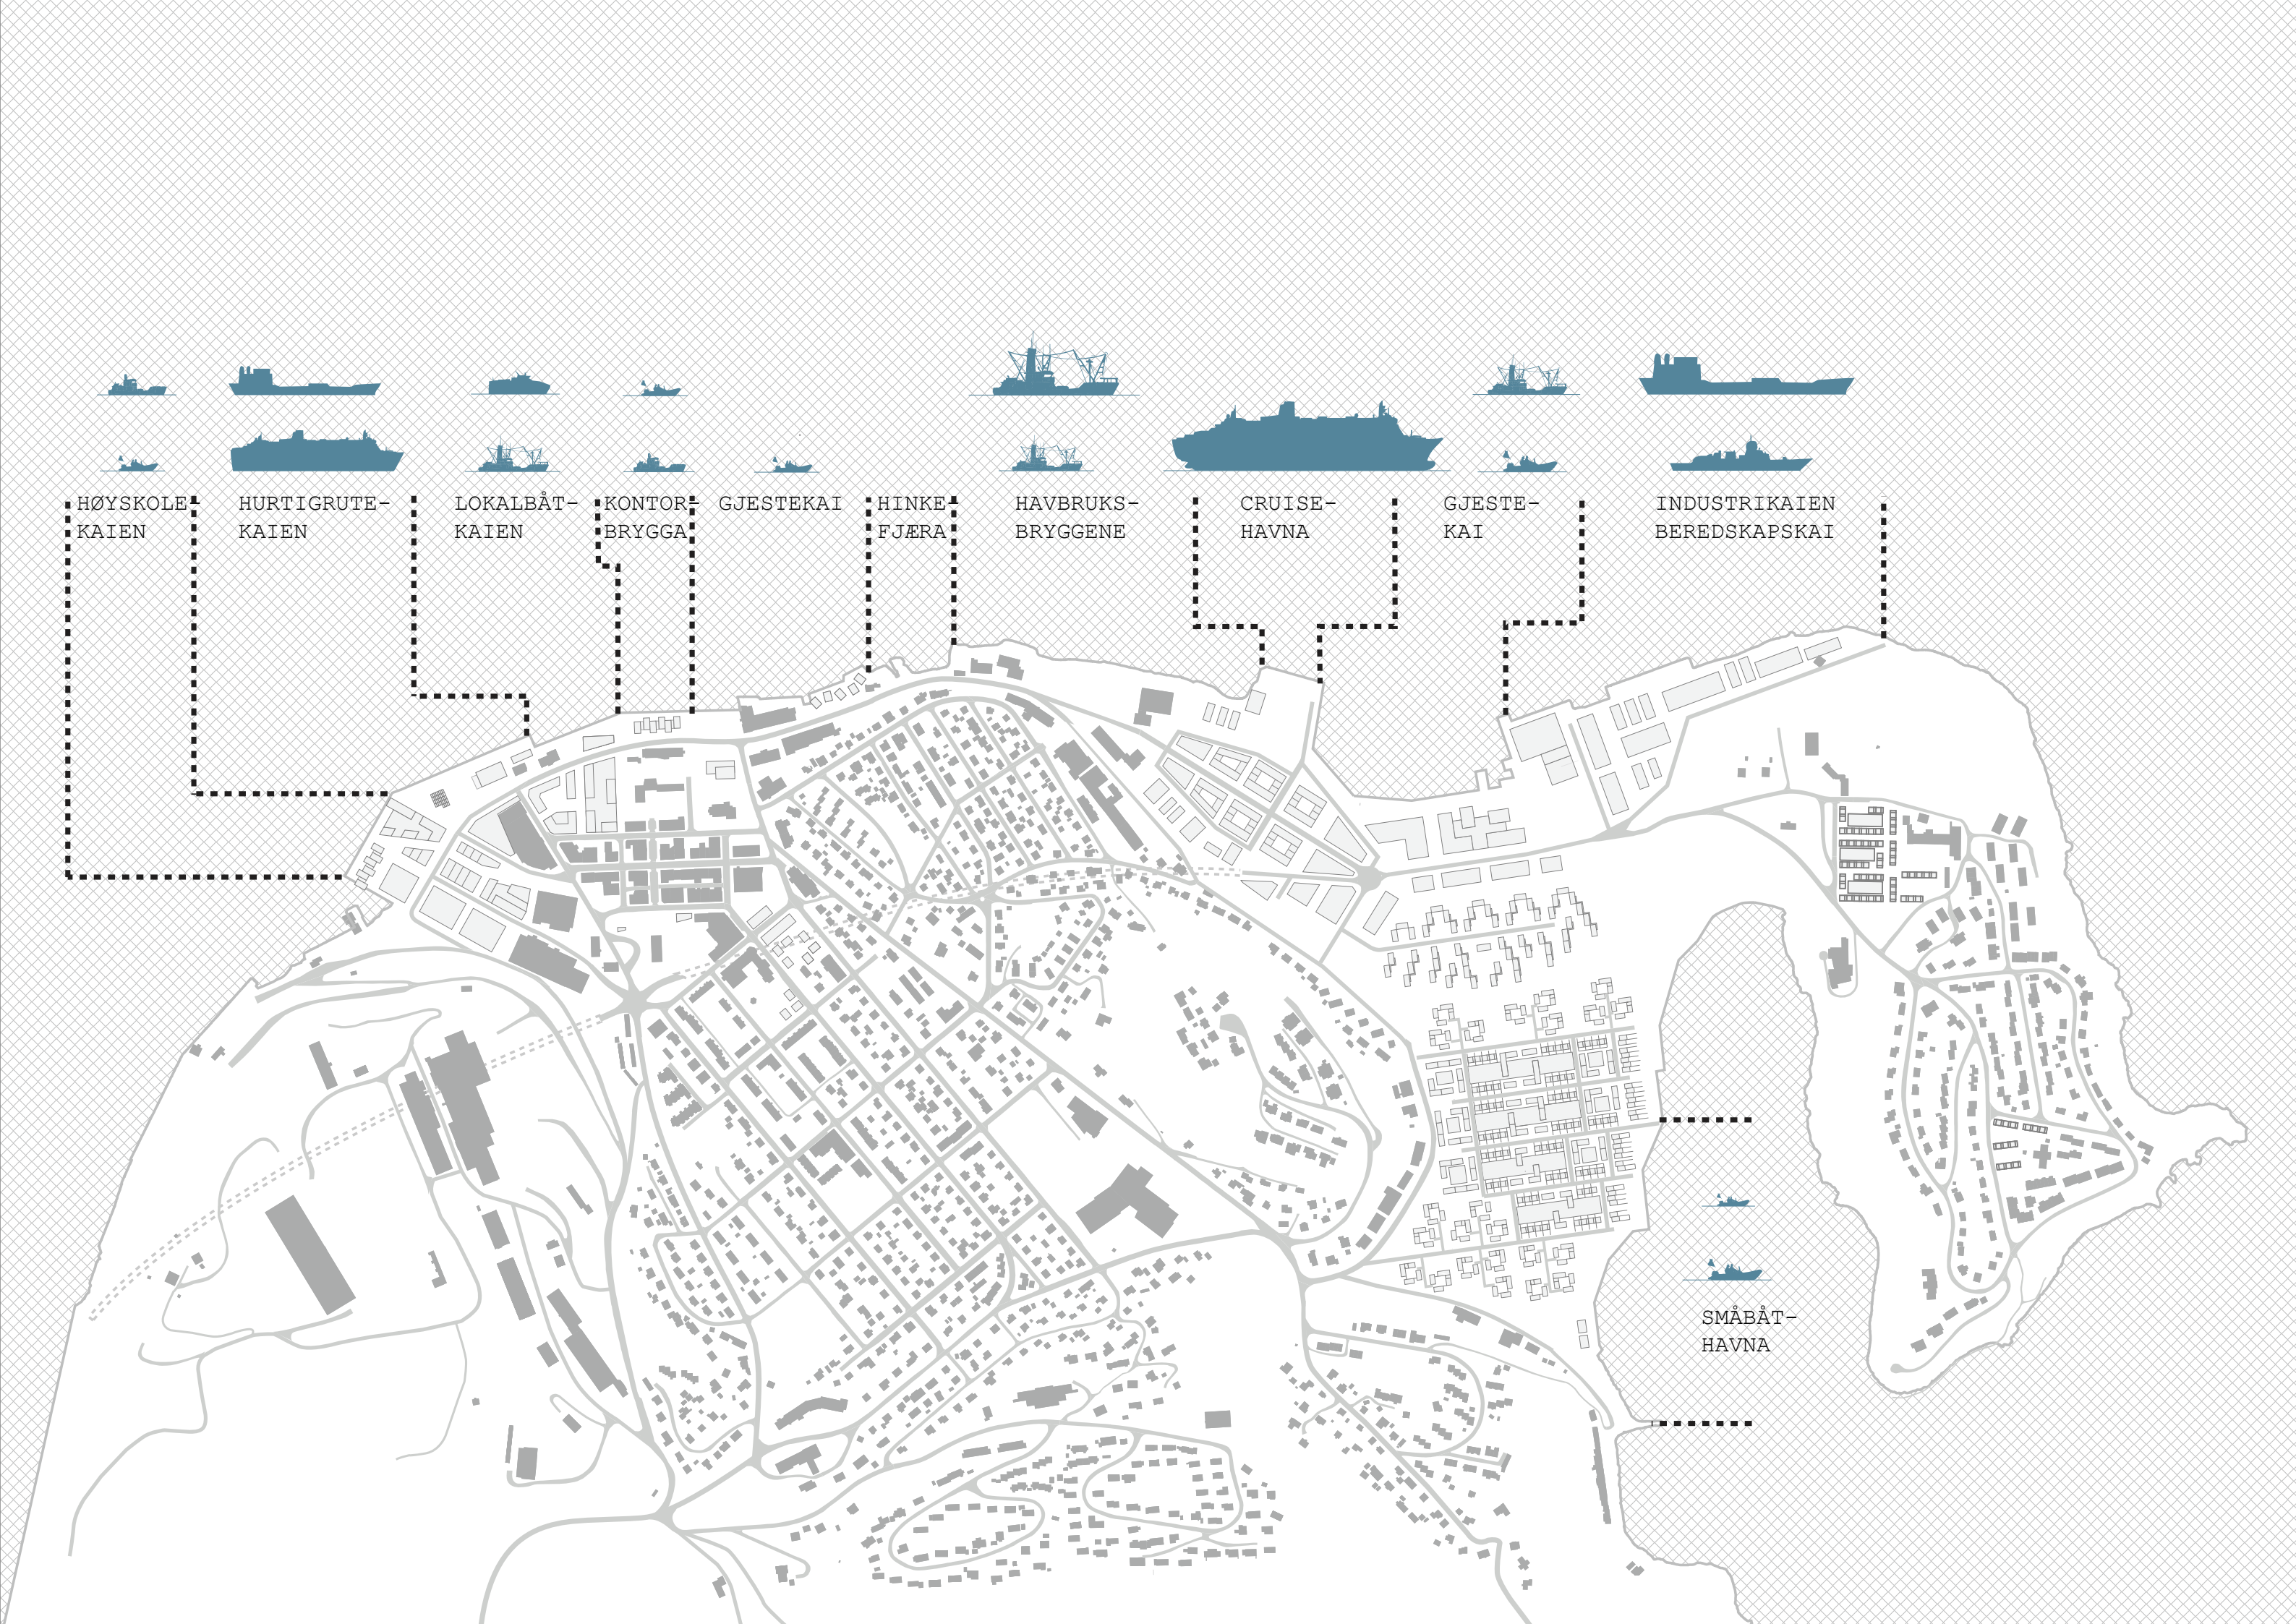 HØYSKOLE-
KAIEN
HURTIGRUTE-
KAIEN
LOKALBÅT-
KAIEN
KONTOR-
BRYGGA
GJESTEKAI
HINKE-
FJÆRA
HAVBRUKS-
BRYGGENE
CRUISE-
HAVNA
GJESTE-
KAI
INDUSTRIKAIEN
BEREDSKAPSKAI
SMÅBÅT-
HAVNA